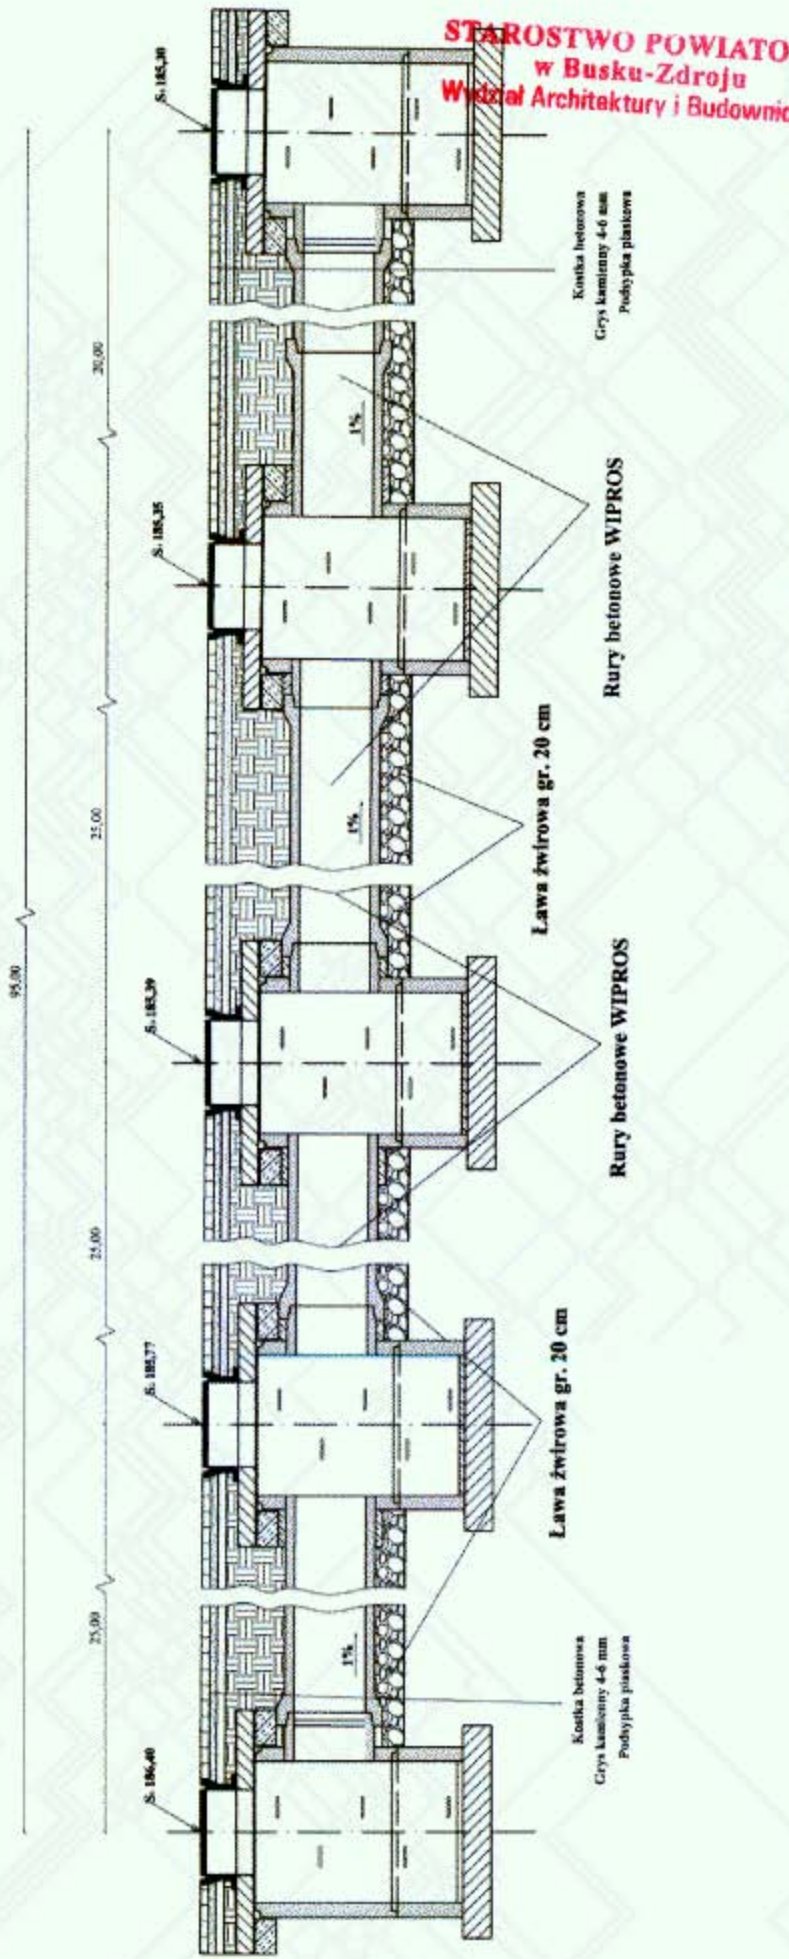 STAROSTWO POWIATO
w Busku-Zdroju
Wydział Architektury i Budownic
95,00
25,00
25,00
25,00
20,00
S. 186,40
S. 185,77
S. 185,39
S. 185,35
S. 185,30
1%
1%
1%
Kostka betonowa
Grys kamienny 4-6 mm
Podsypka piaskowa
Ława żwirowa gr. 20 cm
Rury betonowe WIPROS
Ława żwirowa gr. 20 cm
Rury betonowe WIPROS
Kostka betonowa
Grys kamienny 4-6 mm
Podsypka piaskowa